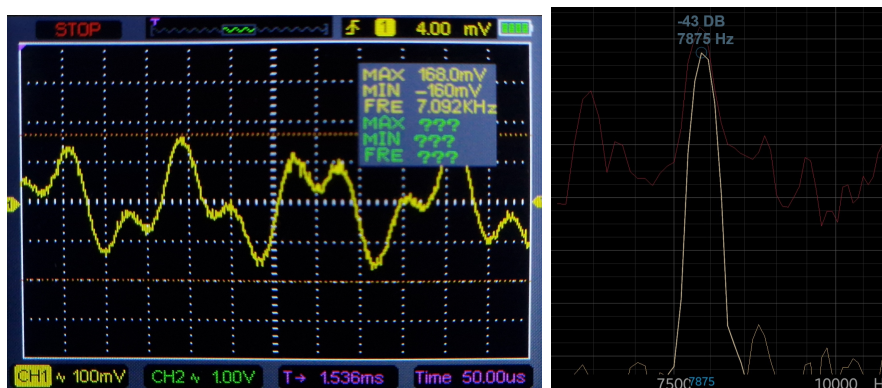 STOP T 1 4.00 mV
MAX 168.0mV
MIN -160mV
FRE 7.092KHz
MAX ???
MIN ???
FRE ???
CH1 ∿ 100mV CH2 ∿ 1.00V T→ 1.536ms Time 50.00us
-43 DB
7875 Hz
7500 7875 10000 H